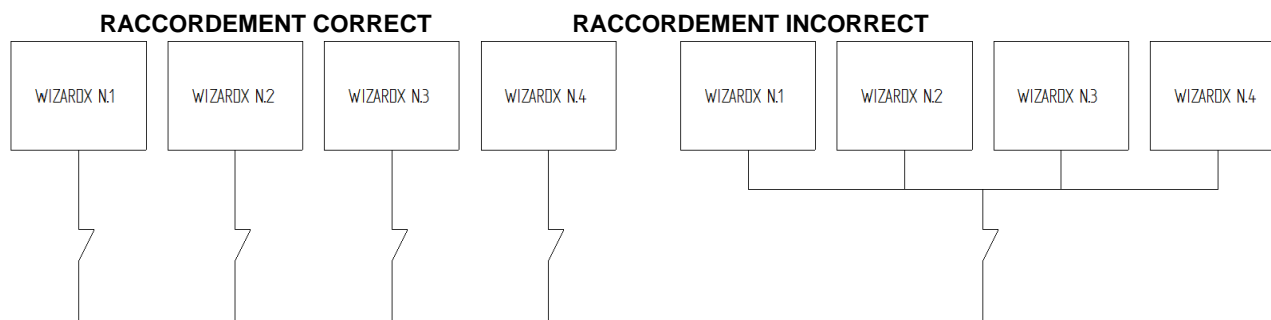 RACCORDEMENT CORRECT
RACCORDEMENT INCORRECT
WIZARDX N.1
WIZARDX N.2
WIZARDX N.3
WIZARDX N.4
WIZARDX N.1
WIZARDX N.2
WIZARDX N.3
WIZARDX N.4